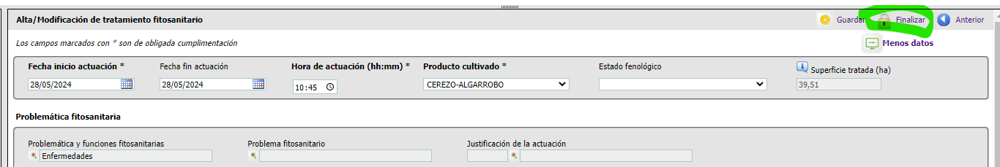 Alta/Modificación de tratamiento fitosanitario Guardar Finalizar Anterior
Los campos marcados con * son de obligada cumplimentación Menos datos
Fecha inicio actuación * Fecha fin actuación Hora de actuación (hh:mm) * Producto cultivado * Estado fenológico Superficie tratada (ha)
28/05/2024 28/05/2024 10:45 CEREZO-ALGARROBO 39,51
Problemática fitosanitaria
Problemática y funciones fitosanitarias Problema fitosanitario Justificación de la actuación
Enfermedades